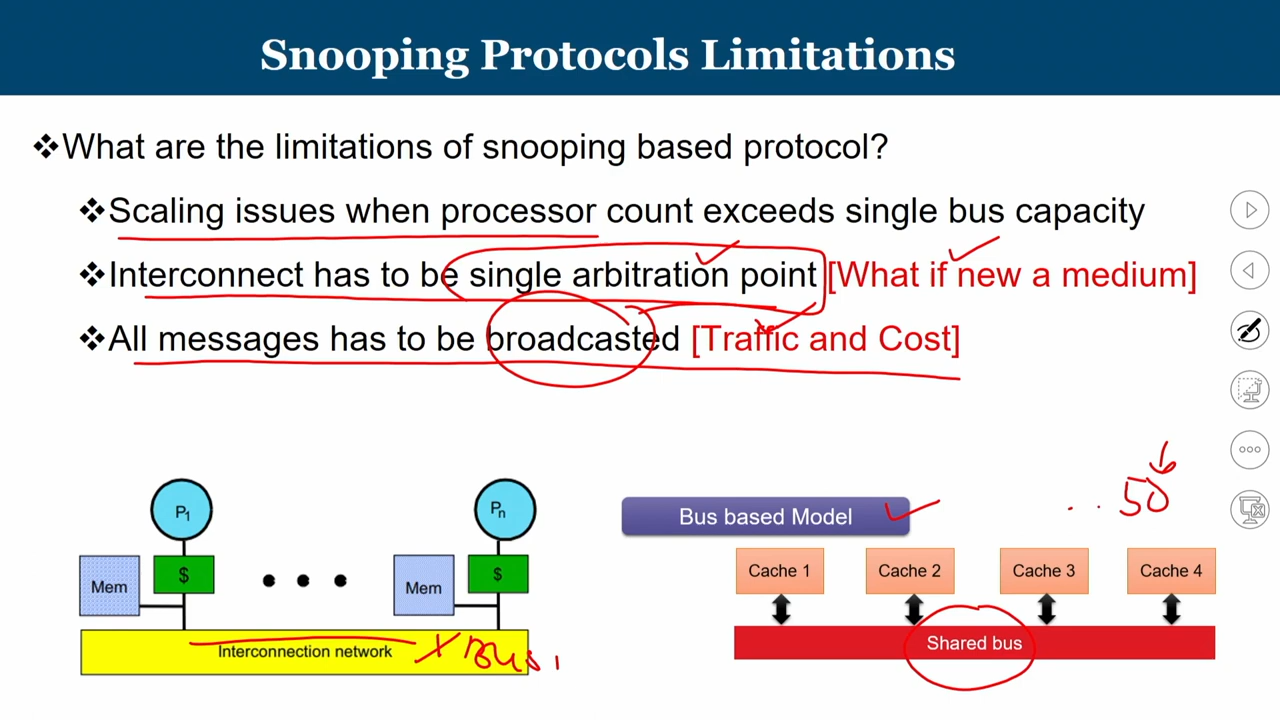 Snooping Protocols Limitations
❖What are the limitations of snooping based protocol?
❖Scaling issues when processor count exceeds single bus capacity
❖Interconnect has to be single arbitration point [What if new a medium]
❖All messages has to be broadcasted [Traffic and Cost]
P1
Pn
Mem
$
Mem
$
Interconnection network
Bus
Bus based Model
.. 50
Cache 1
Cache 2
Cache 3
Cache 4
Shared bus